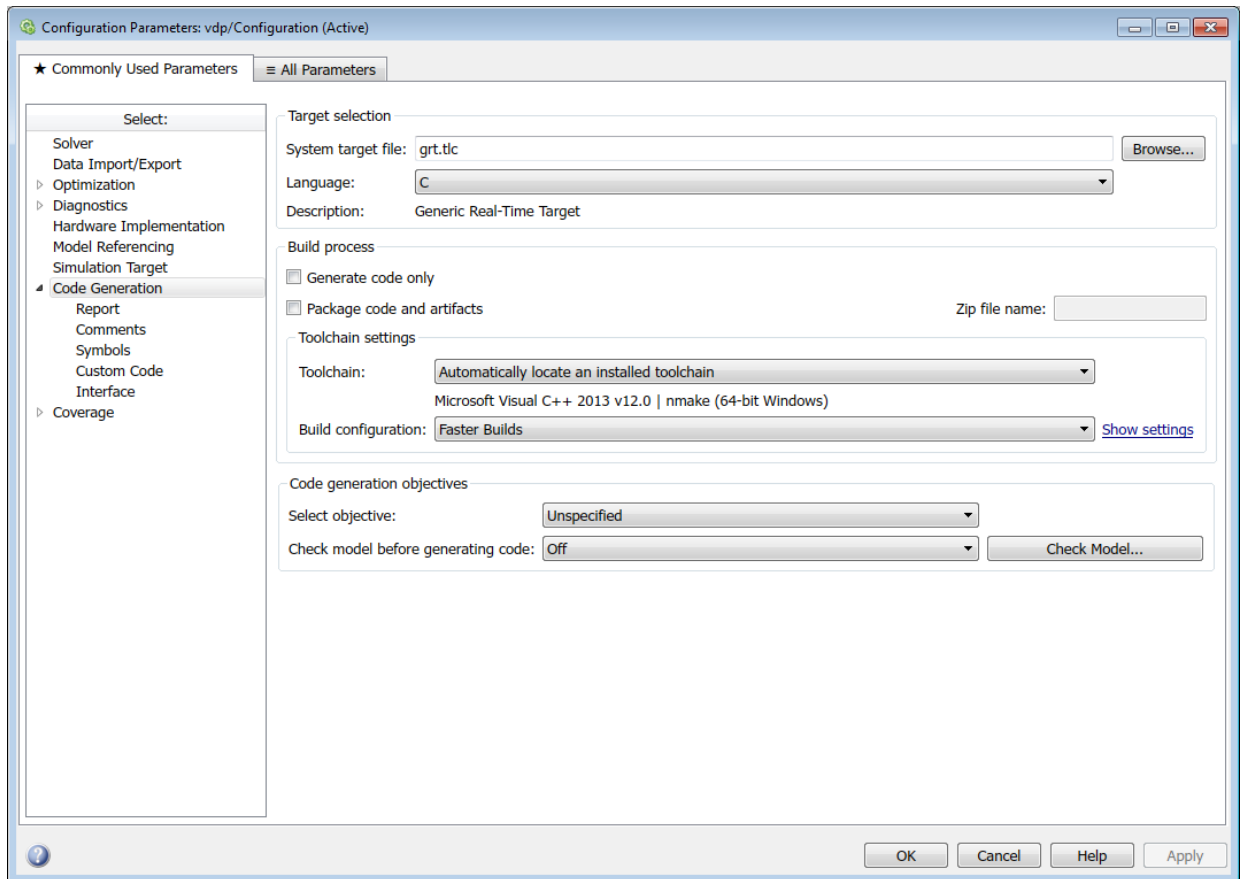 Configuration Parameters: vdp/Configuration (Active)
★ Commonly Used Parameters
≡ All Parameters
Select:
Solver
Data Import/Export
Optimization
Diagnostics
Hardware Implementation
Model Referencing
Simulation Target
Code Generation
Report
Comments
Symbols
Custom Code
Interface
Coverage
Target selection
System target file: grt.tlc Browse...
Language: C
Description: Generic Real-Time Target
Build process
Generate code only
Package code and artifacts Zip file name:
Toolchain settings
Toolchain: Automatically locate an installed toolchain
Microsoft Visual C++ 2013 v12.0 | nmake (64-bit Windows)
Build configuration: Faster Builds Show settings
Code generation objectives
Select objective: Unspecified
Check model before generating code: Off Check Model...
? OK Cancel Help Apply